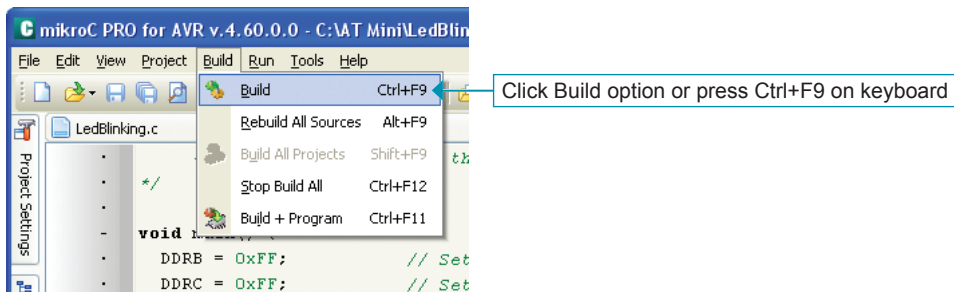 mikroC PRO for AVR v.4.60.0.0 - C:\AT Mini\LedBlin
File Edit View Project Build Run Tools Help
Build Ctrl+F9
Click Build option or press Ctrl+F9 on keyboard
Rebuild All Sources Alt+F9
Build All Projects Shift+F9
Stop Build All Ctrl+F12
Build + Program Ctrl+F11
LedBlinking.c
Project Settings
th
*/
void
DDRB = 0xFF; // Set
DDRC = 0xFF; // Set